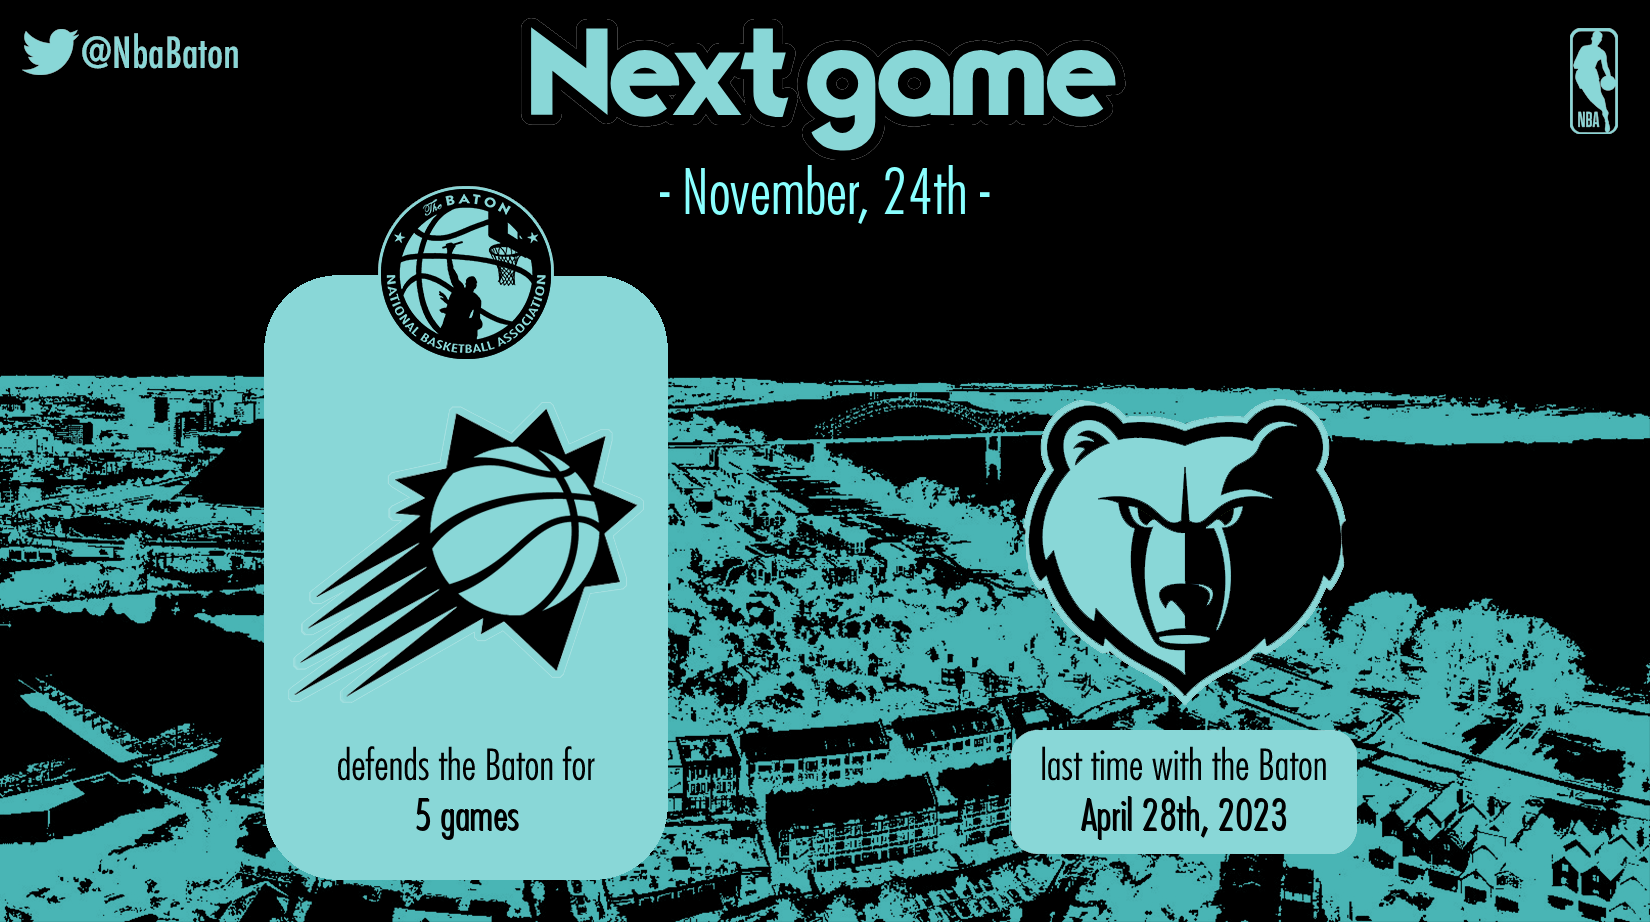 @NbaBaton
Next game
NBA
- November, 24th -
The BATON
NATIONAL BASKETBALL ASSOCIATION
defends the Baton for
5 games
last time with the Baton
April 28th, 2023